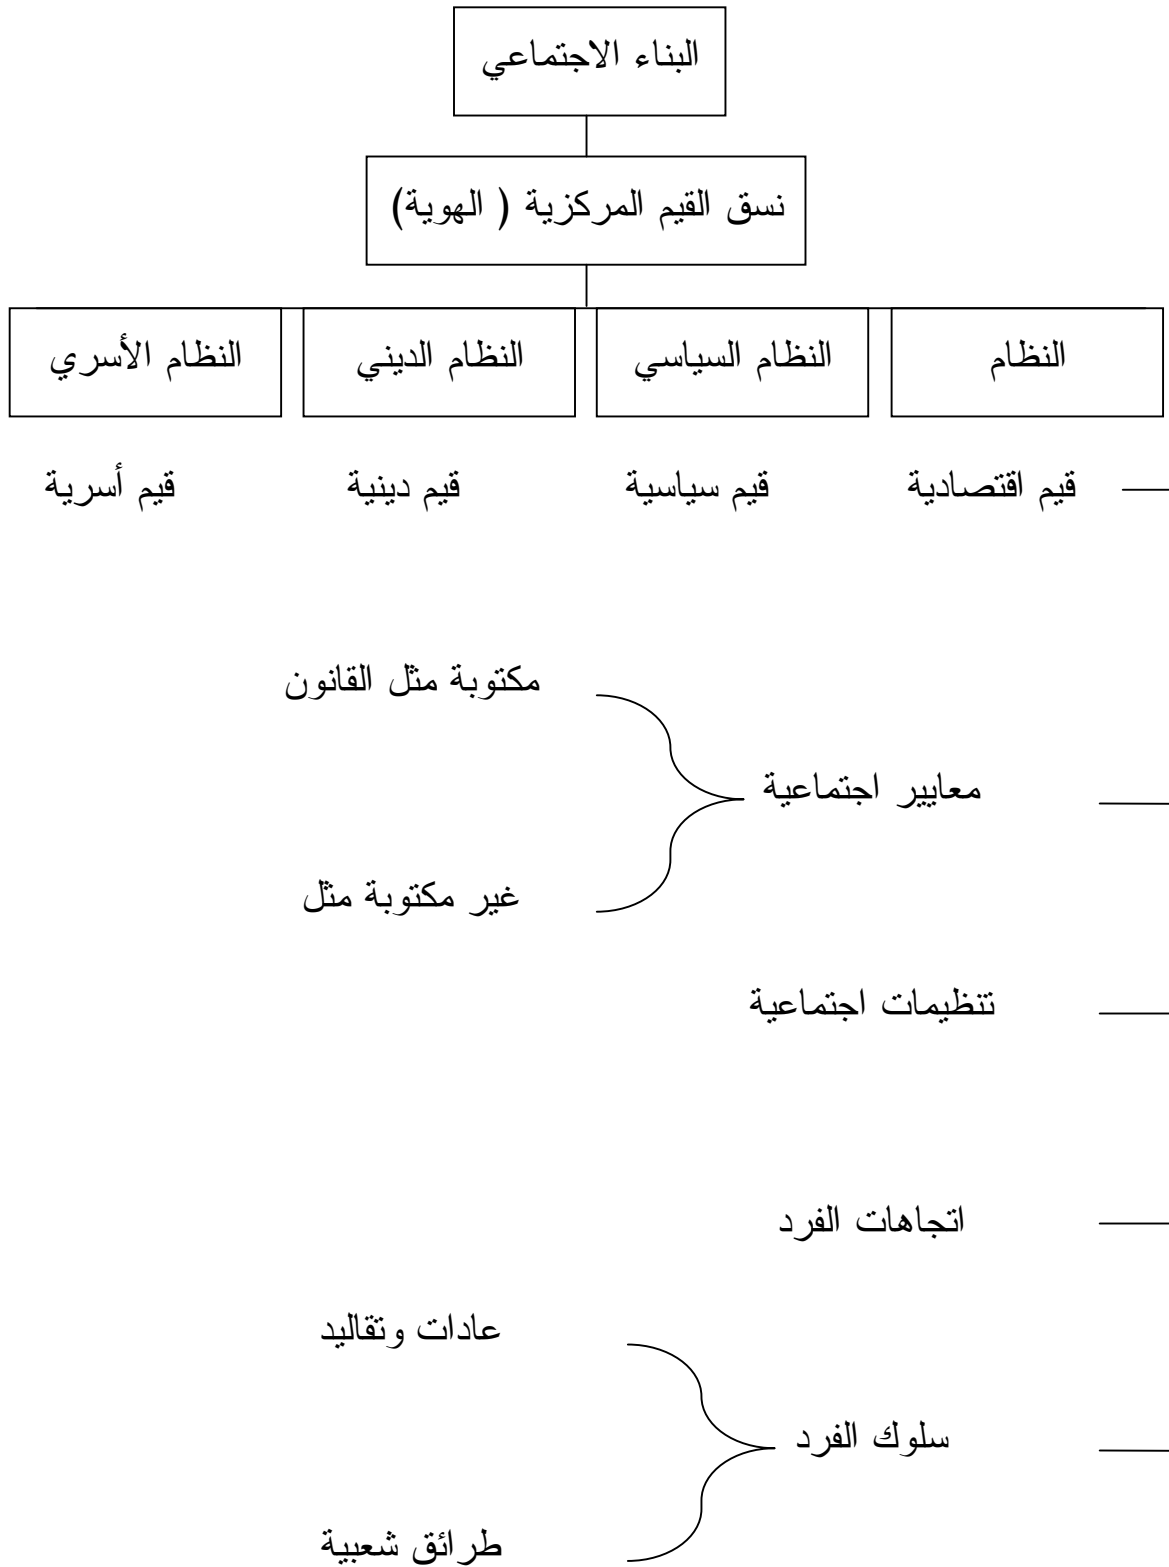 البناء الاجتماعي
نسق القيم المركزية ( الهوية)
النظام
النظام السياسي
النظام الديني
النظام الأسري
قيم اقتصادية
قيم سياسية
قيم دينية
قيم أسرية
مكتوبة مثل القانون
معايير اجتماعية
غير مكتوبة مثل
تنظيمات اجتماعية
اتجاهات الفرد
عادات وتقاليد
سلوك الفرد
طرائق شعبية